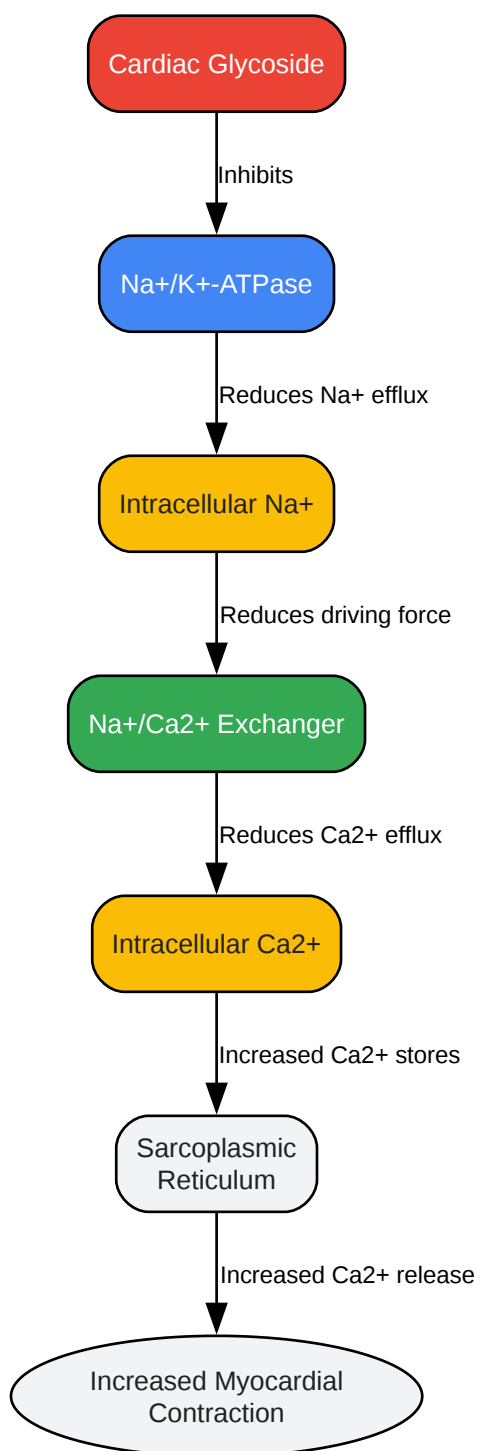 Cardiac Glycoside
Inhibits
Na+/K+-ATPase
Reduces Na+ efflux
Intracellular Na+
Reduces driving force
Na+/Ca2+ Exchanger
Reduces Ca2+ efflux
Intracellular Ca2+
Increased Ca2+ stores
Sarcoplasmic
Reticulum
Increased Ca2+ release
Increased Myocardial
Contraction